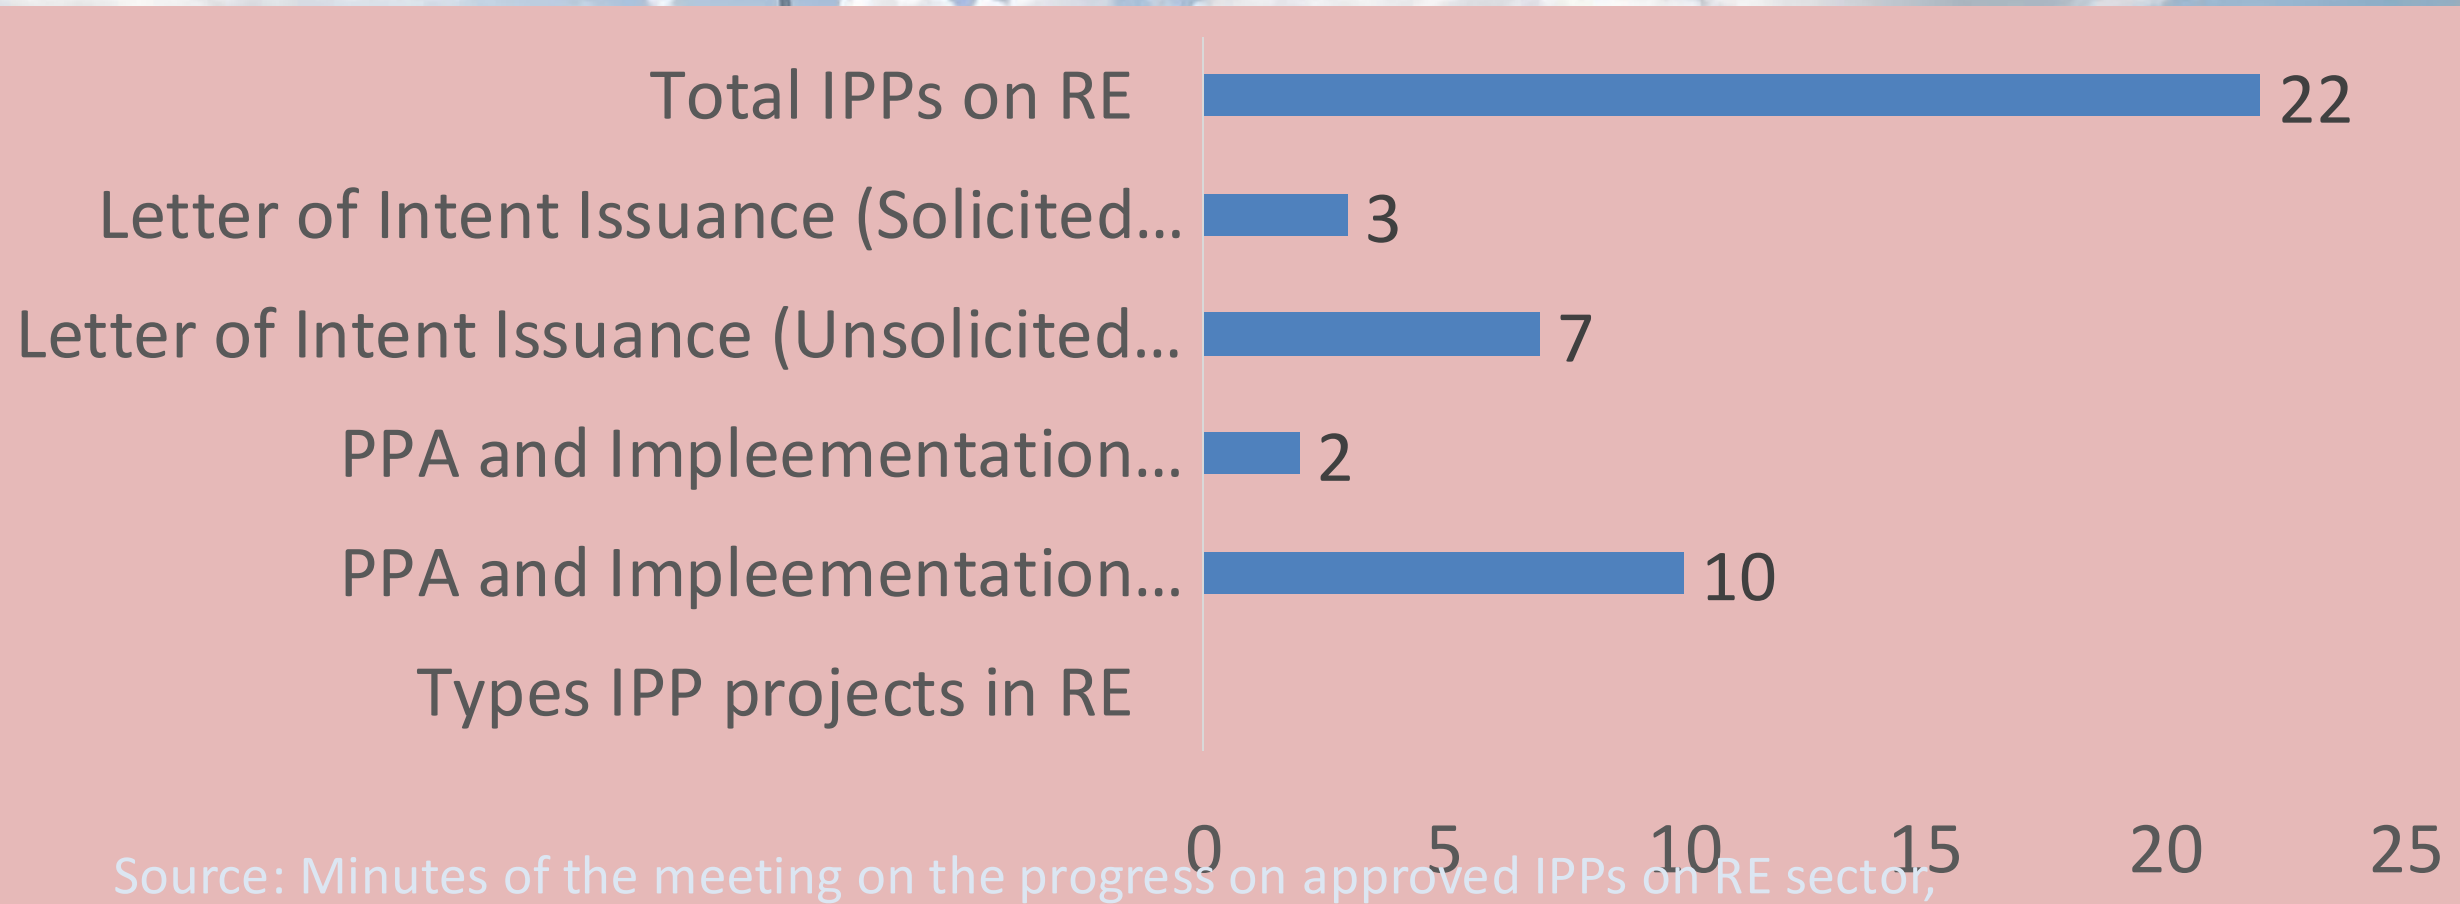 Total IPPs on RE 22
Letter of Intent Issuance (Solicited... 3
Letter of Intent Issuance (Unsolicited... 7
PPA and Impleementation... 2
PPA and Impleementation... 10
Types IPP projects in RE
0 5 10 15 20 25
Source: Minutes of the meeting on the progress on approved IPPs on RE sector,